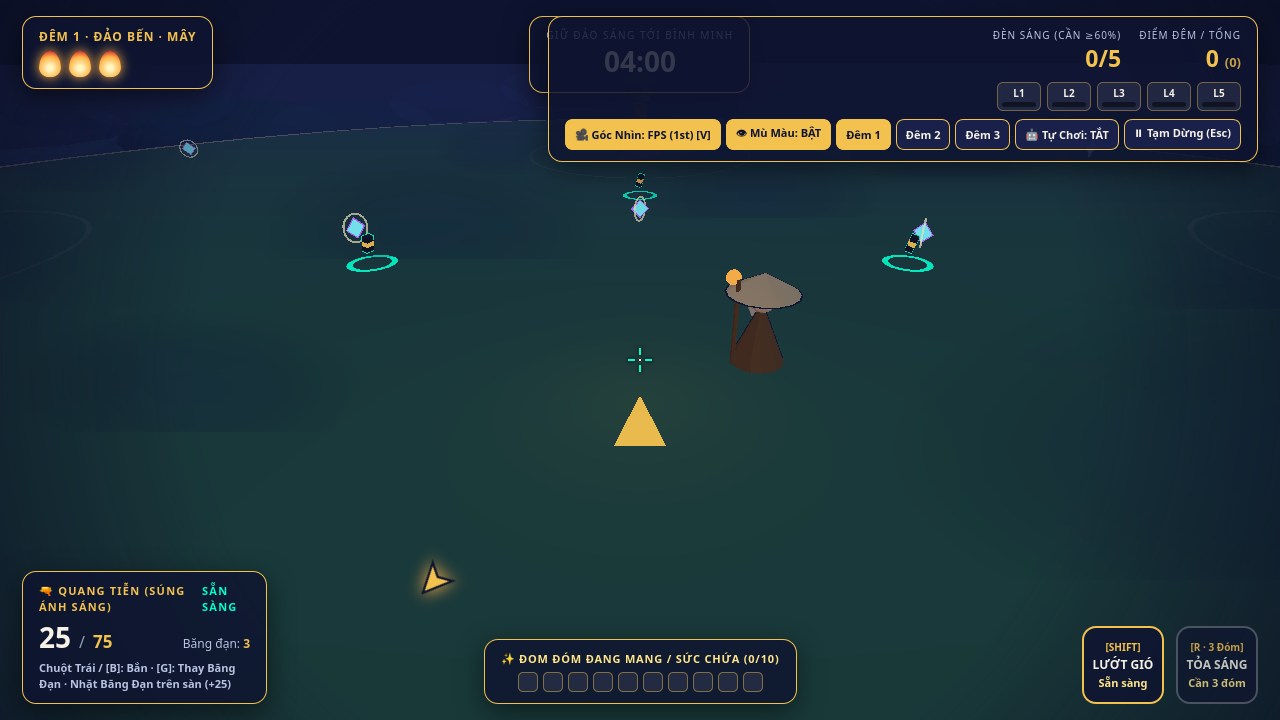 ĐÊM 1 · ĐẢO BẾN · MÂY
GIỮ ĐẢO SÁNG TỚI BÌNH MINH
04:00
ĐÈN SÁNG (CẦN ≥60%)
0/5
ĐIỂM ĐÊM / TỔNG
0 (0)
L1
L2
L3
L4
L5
🎥 Góc Nhìn: FPS (1st) [V]
👁 Mù Màu: BẬT
Đêm 1
Đêm 2
Đêm 3
🤖 Tự Chơi: TẮT
⏸ Tạm Dừng (Esc)
🔫 QUANG TIỄN (SÚNG
ÁNH SÁNG)
SẴN
SÀNG
25 / 75
Băng đạn: 3
Chuột Trái / [B]: Bắn · [G]: Thay Băng
Đạn · Nhặt Băng Đạn trên sàn (+25)
✨ ĐOM ĐÓM ĐANG MANG / SỨC CHỨA (0/10)
[SHIFT]
LƯỚT GIÓ
Sẵn sàng
[R · 3 Đóm]
TỎA SÁNG
Cần 3 đóm